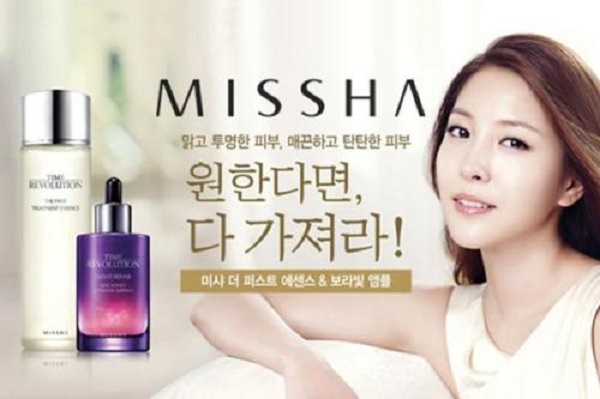 MISSHA
맑고 투명한 피부, 매끈하고 탄탄한 피부
원한다면,
다 가져라!
미샤 더 퍼스트 에센스 & 보라빛 앰플
TIME
REVOLUTION
THE FIRST
TREATMENT ESSENCE
MISSHA
TIME
REVOLUTION
NIGHT REPAIR
MISSHA